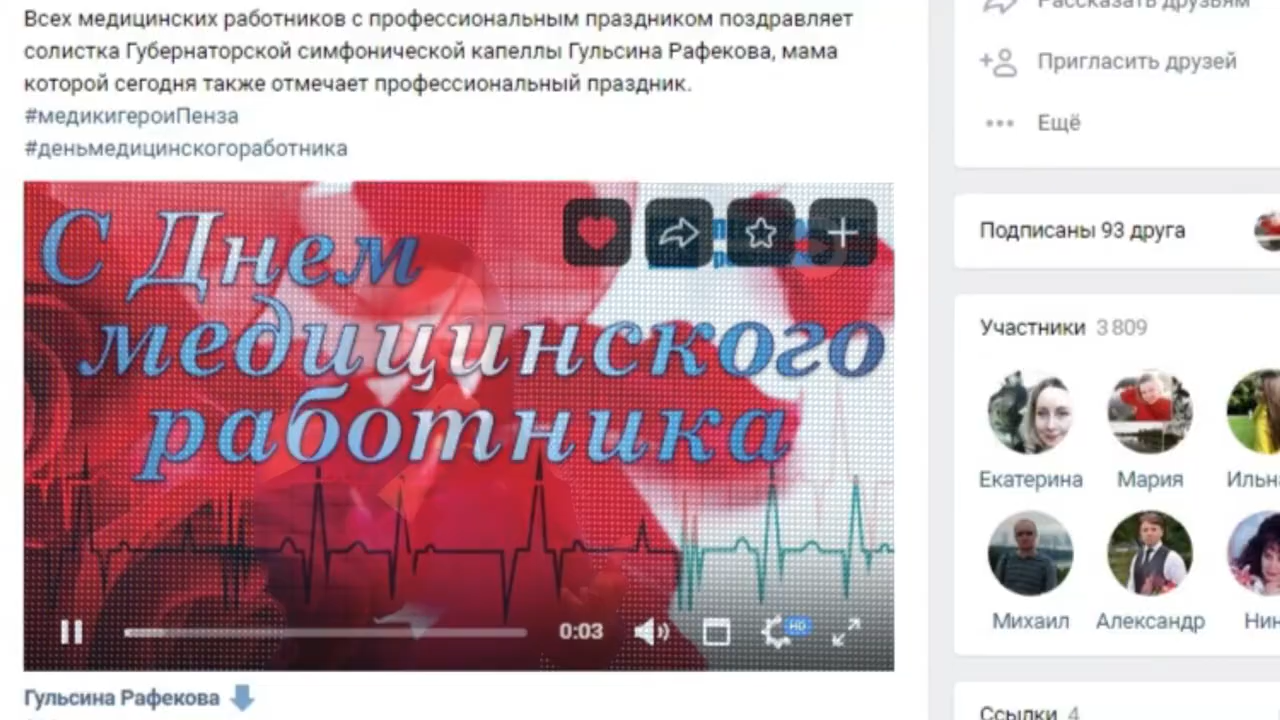 Всех медицинских работников с профессиональным праздником поздравляет
солистка Губернаторской симфонической капеллы Гульсина Рафекова, мама
которой сегодня также отмечает профессиональный праздник.
#медикигероиПенза
#деньмедицинскогоработника
С Днем
медицинского
работника
0:03
HD
Гульсина Рафекова
Рассказать друзьям
Пригласить друзей
Ещё
Подписаны 93 друга
Участники 3 809
Екатерина Мария
Михаил Александр
Ссылки 4